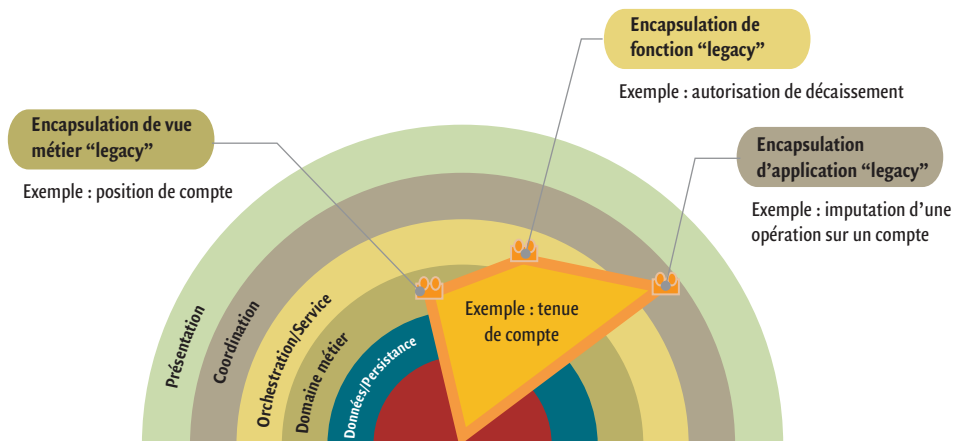 Encapsulation de
fonction “legacy”
Exemple : autorisation de décaissement
Encapsulation de vue
métier “legacy”
Exemple : position de compte
Encapsulation
d’application “legacy”
Exemple : imputation d’une
opération sur un compte
Exemple : tenue
de compte
Présentation
Coordination
Orchestration/Service
Domaine métier
Données/Persistance